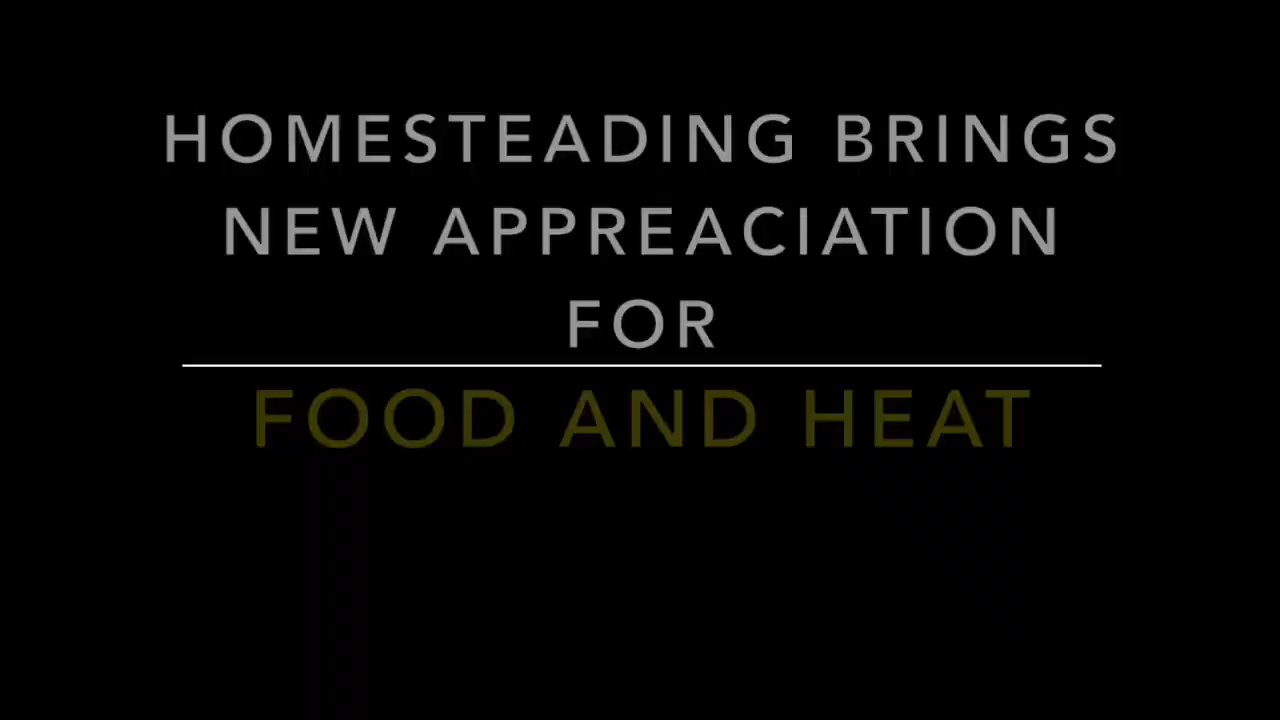 HOMESTEADING BRINGS
NEW APPREACIATION
FOR
FOOD AND HEAT